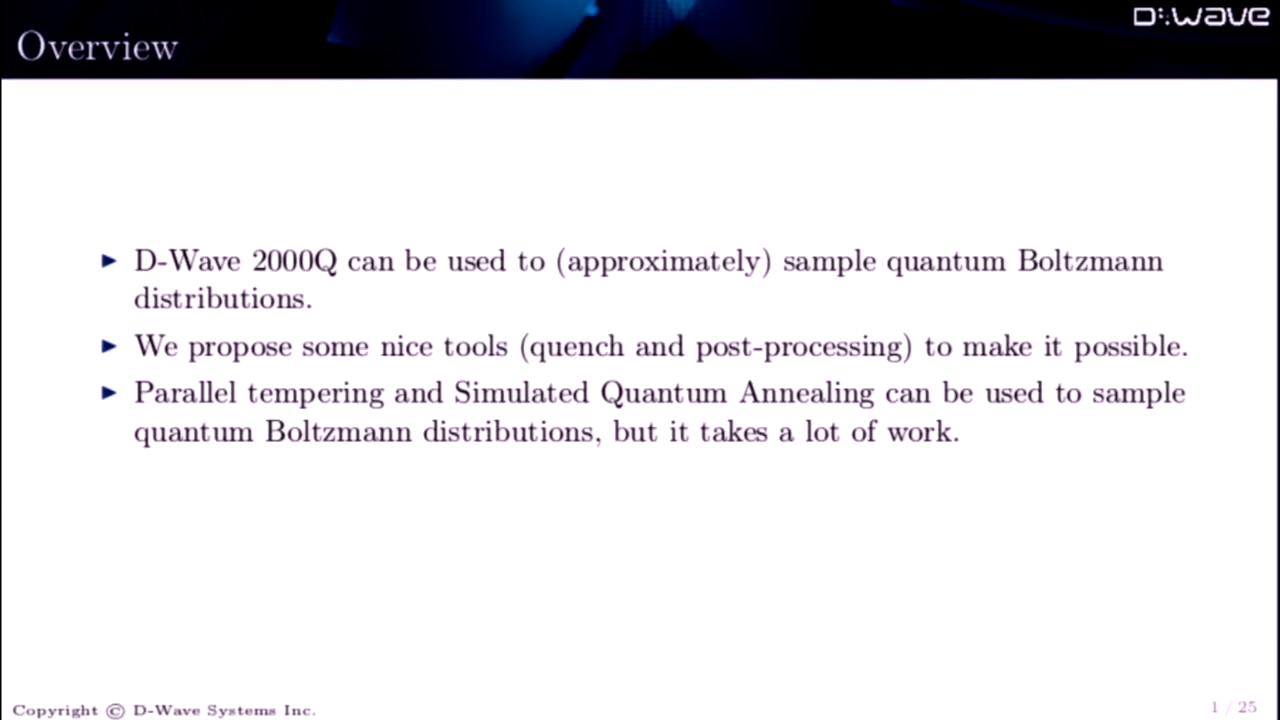 D:wave
Overview
► D-Wave 2000Q can be used to (approximately) sample quantum Boltzmann
distributions.
► We propose some nice tools (quench and post-processing) to make it possible.
► Parallel tempering and Simulated Quantum Annealing can be used to sample
quantum Boltzmann distributions, but it takes a lot of work.
Copyright © D-Wave Systems Inc.
1 / 25